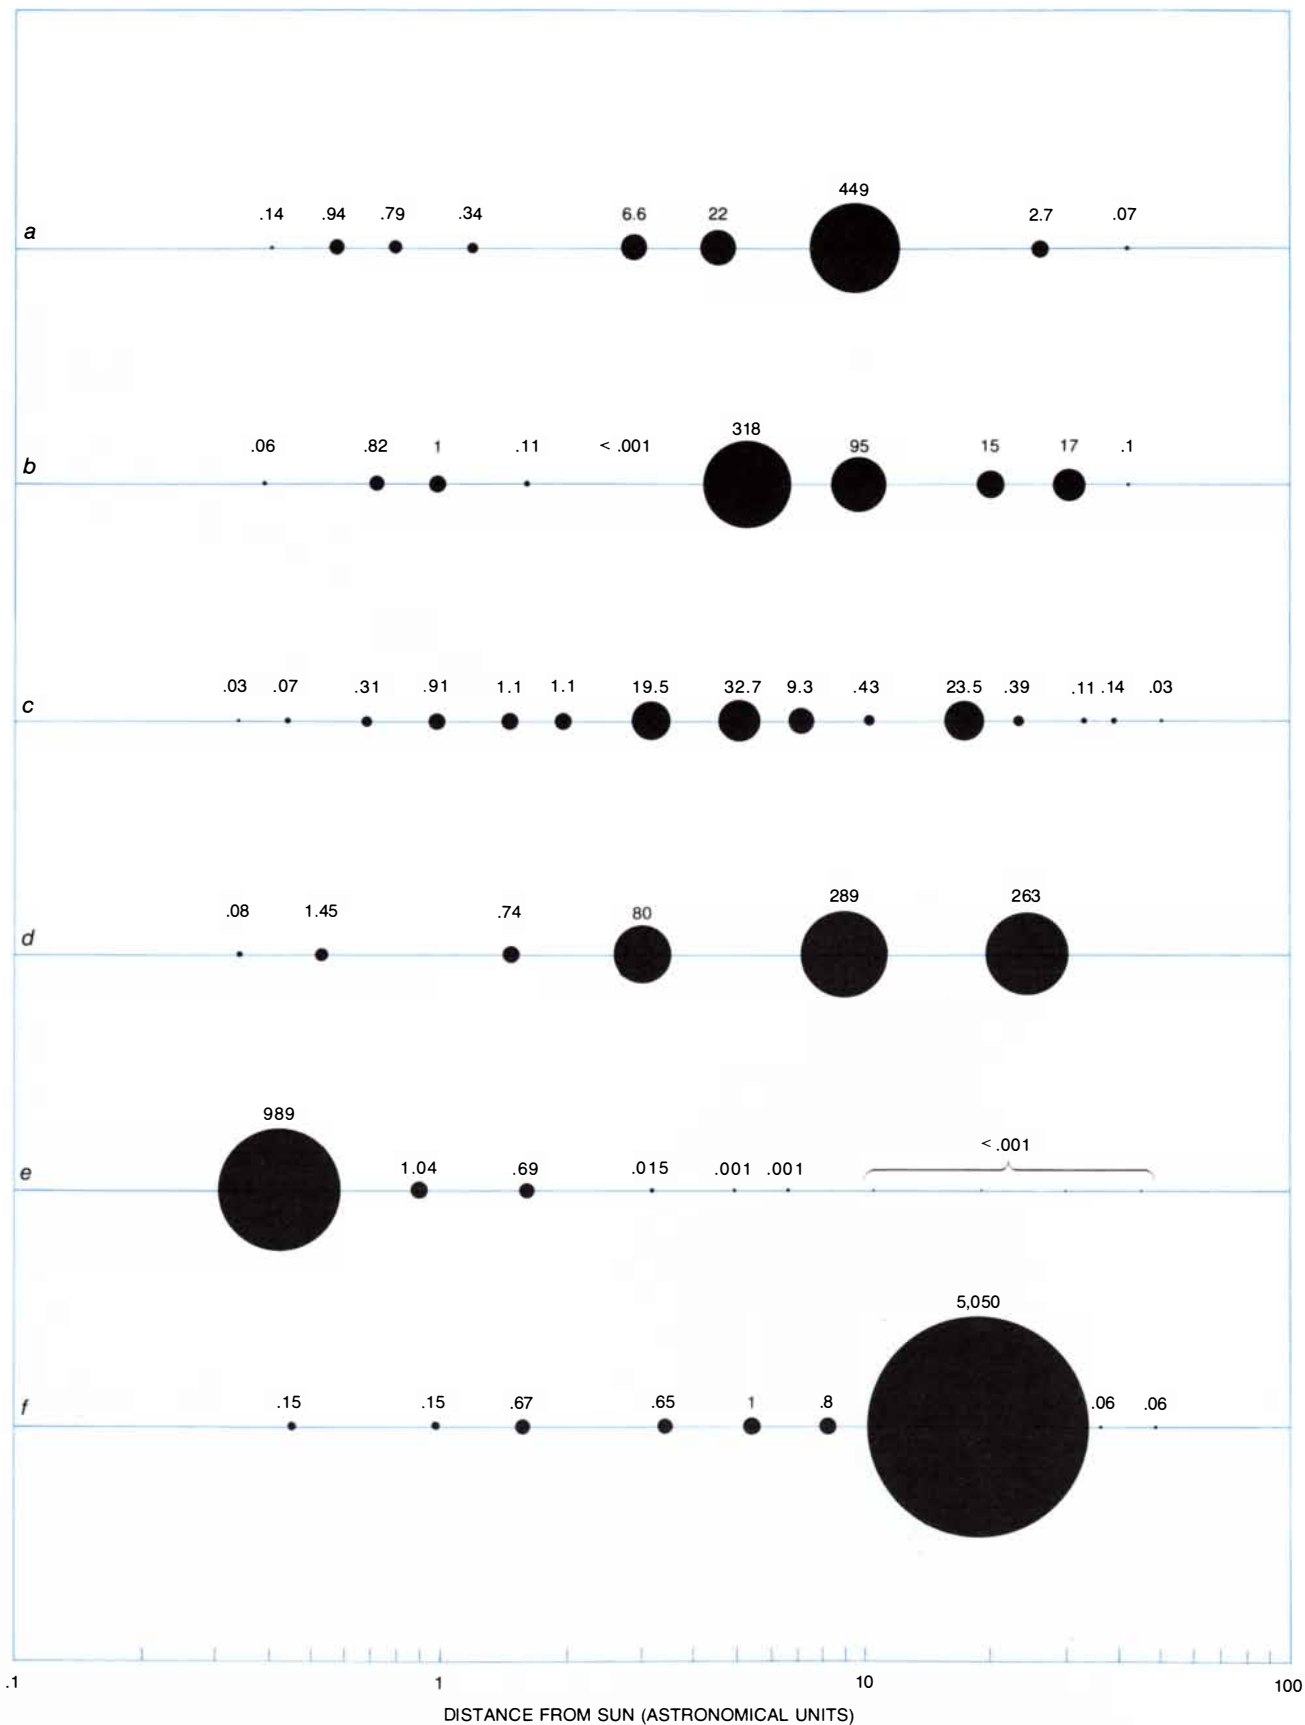 449
.14 .94 .79 .34 6.6 22 2.7 .07
a
318
.06 .82 1 .11 < .001 95 15 17 .1
b
.03 .07 .31 .91 1.1 1.1 19.5 32.7 9.3 .43 23.5 .39 .11 .14 .03
c
289 263
.08 1.45 .74 80
d
989
< .001
1.04 .69 .015 .001 .001
e
5,050
.15 .15 .67 .65 1 .8 .06 .06
f
.1 1 10 100
DISTANCE FROM SUN (ASTRONOMICAL UNITS)